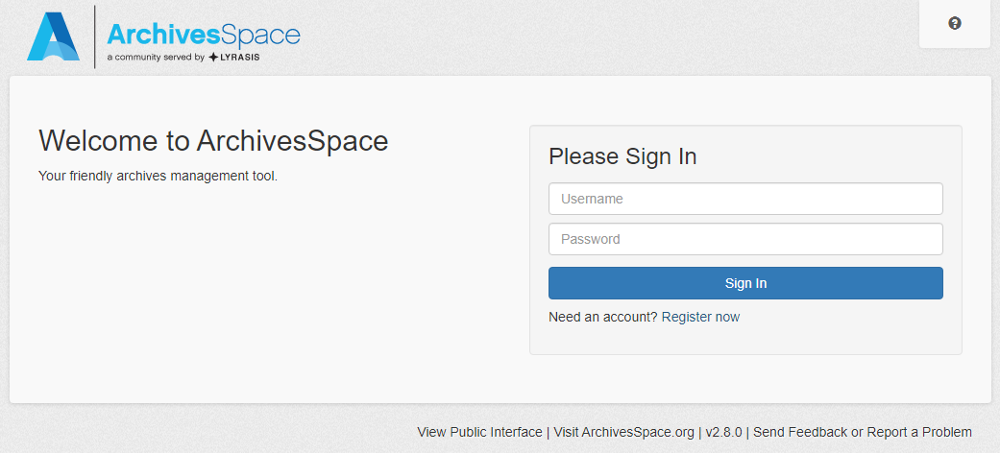 ArchivesSpace
a community served by LYRASIS
Welcome to ArchivesSpace
Your friendly archives management tool.
Please Sign In
Username
Password
Sign In
Need an account? Register now
View Public Interface | Visit ArchivesSpace.org | v2.8.0 | Send Feedback or Report a Problem